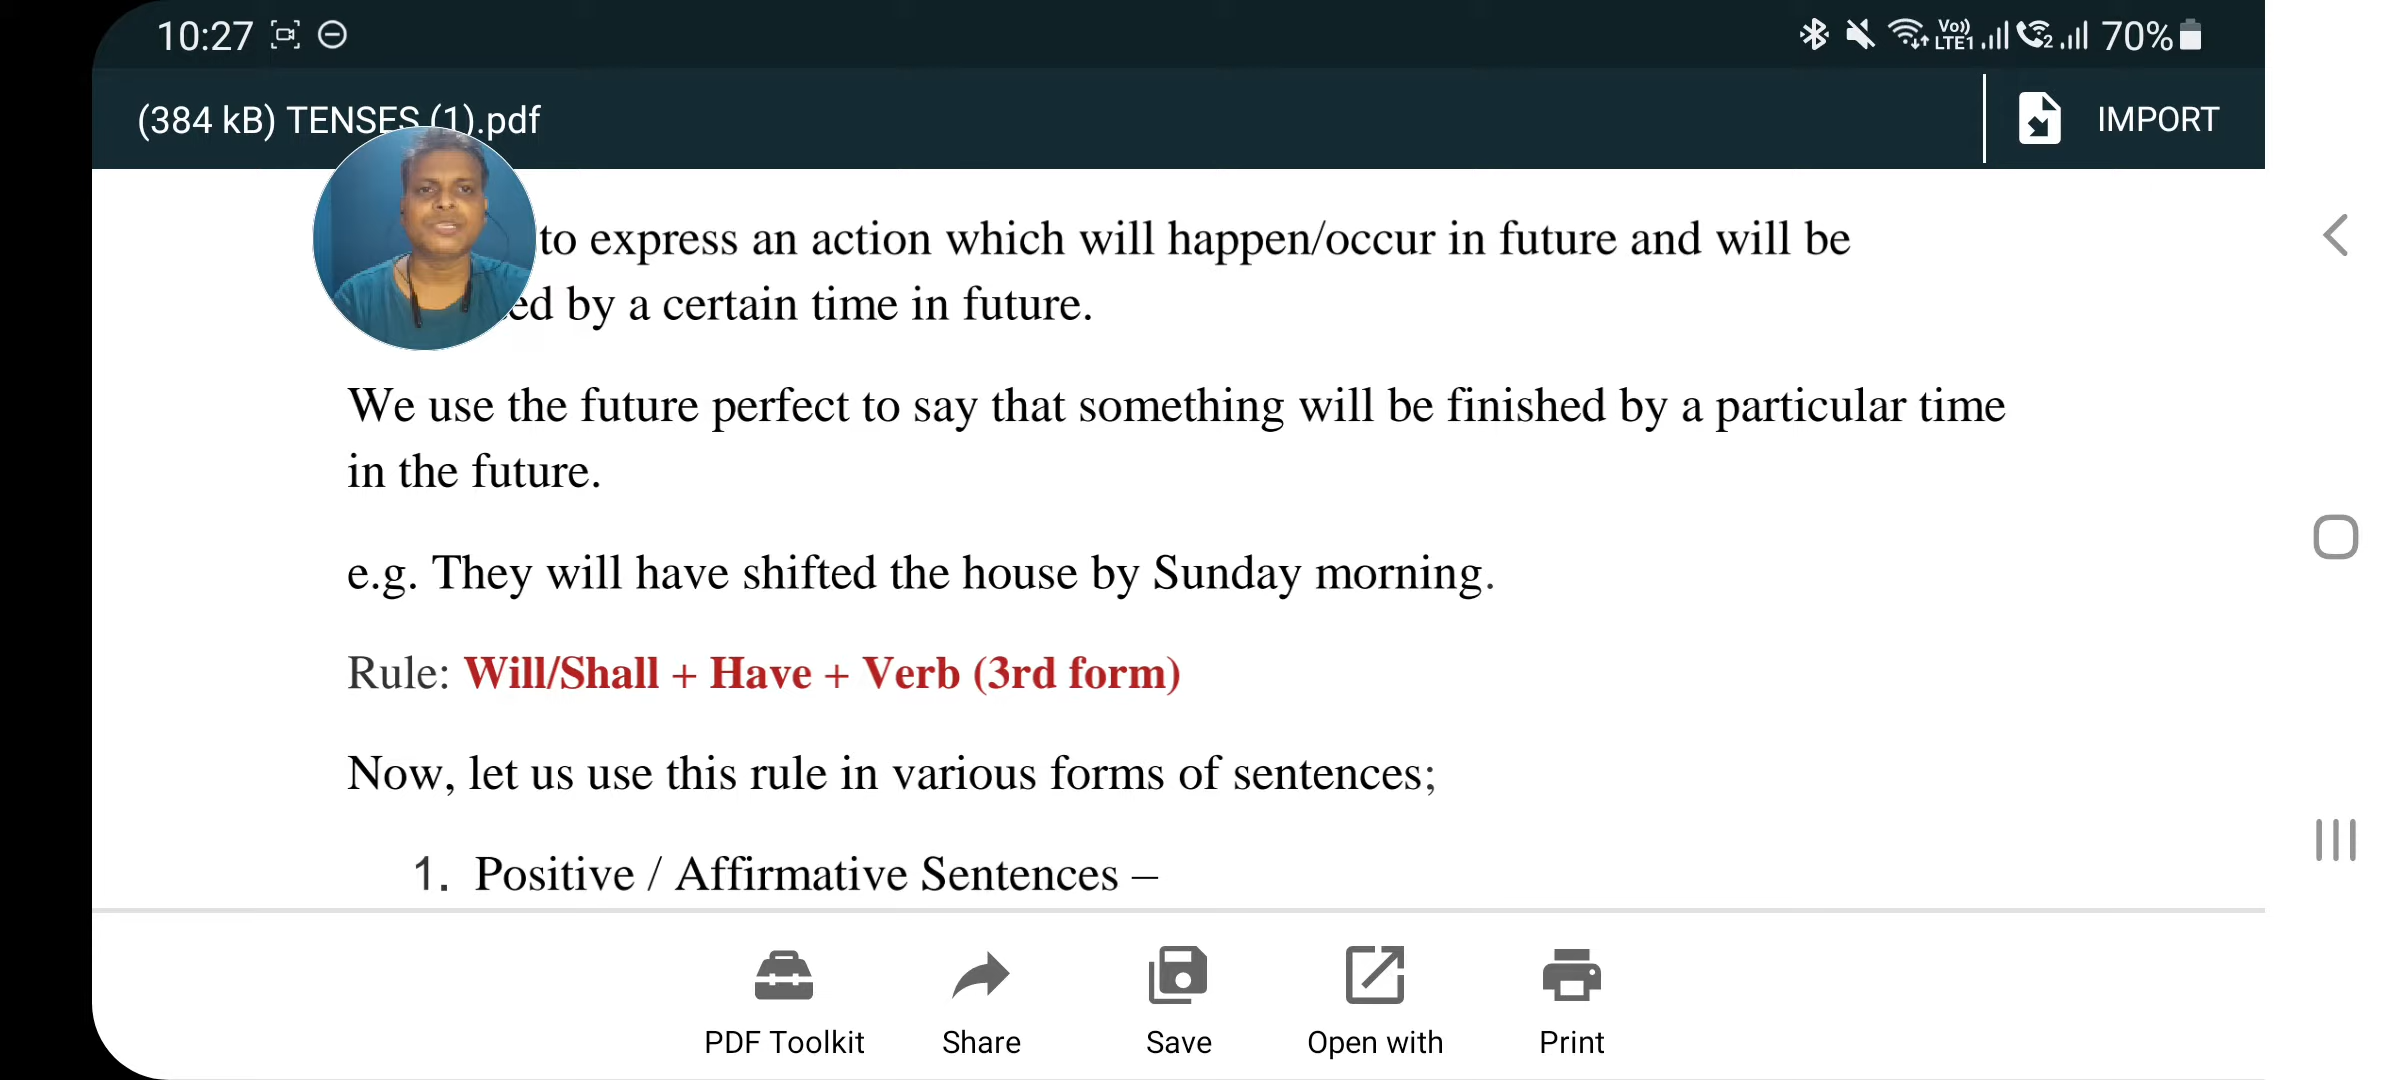 10:27 Vo)) LTE1 2 70%
(384 kB) TENSES (1).pdf IMPORT
to express an action which will happen/occur in future and will be
ed by a certain time in future.
We use the future perfect to say that something will be finished by a particular time
in the future.
e.g. They will have shifted the house by Sunday morning.
Rule: Will/Shall + Have + Verb (3rd form)
Now, let us use this rule in various forms of sentences;
1. Positive / Affirmative Sentences –
PDF Toolkit Share Save Open with Print